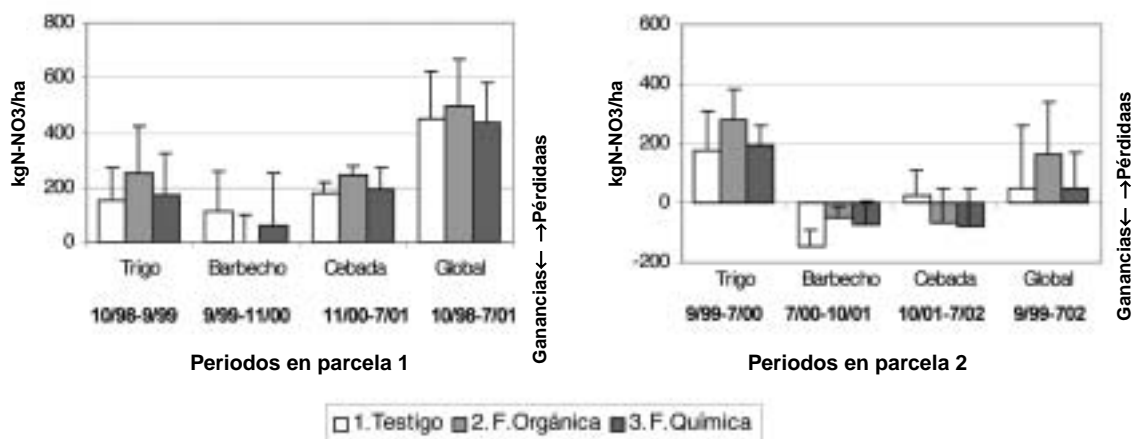 800
600
400
200
0
kgN-NO3/ha
Trigo Barbecho Cebada Global
10/98-9/99 9/99-11/00 11/00-7/01 10/98-7/01
Periodos en parcela 1
Ganancias← →Pérdidaas
600
400
200
0
-200
kgN-NO3/ha
Trigo Barbecho Cebada Global
9/99-7/00 7/00-10/01 10/01-7/02 9/99-702
Periodos en parcela 2
Ganancias← →Pérdidaas
1. Testigo 2. F. Orgánica 3. F. Química